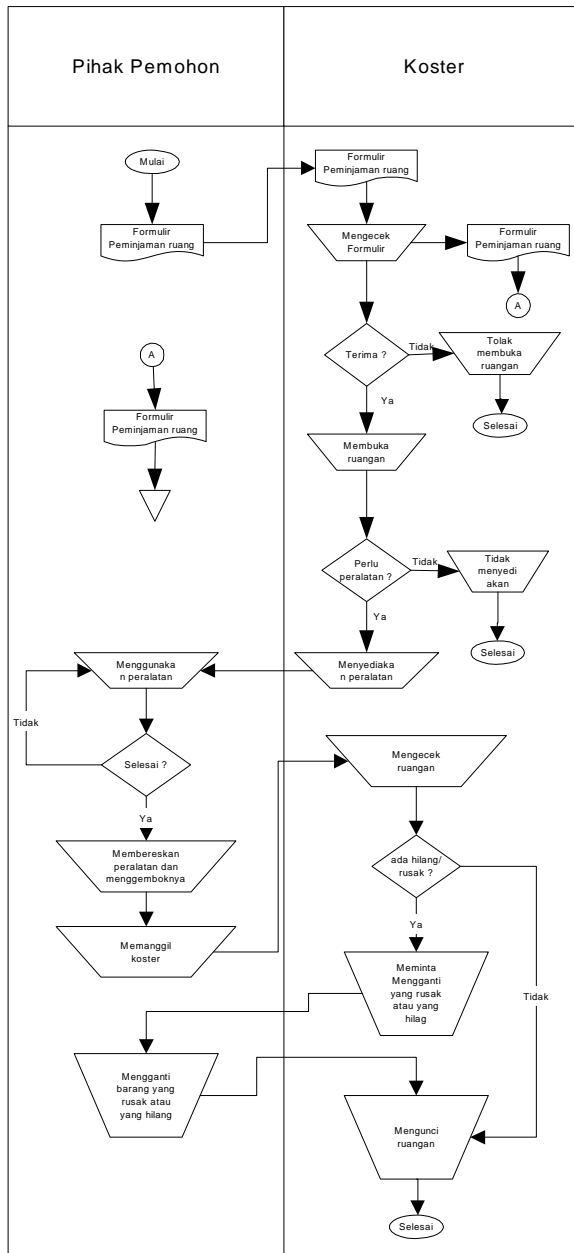 Pihak Pemohon
Koster
Mulai
Formulir
Peminjaman ruang
Formulir
Peminjaman ruang
Mengecek
Formulir
Formulir
Peminjaman ruang
A
Terima ?
Tidak
Tolak
membuka
ruangan
Selesai
Ya
A
Formulir
Peminjaman ruang
Membuka
ruangan
Perlu
peralatan ?
Tidak
Tidak
menyedi
akan
Selesai
Ya
Menyediaka
n peralatan
Menggunaka
n peralatan
Tidak
Selesai ?
Ya
Membereskan
peralatan dan
menggemboknya
Memanggil
koster
Mengecek
ruangan
ada hilang/
rusak ?
Ya
Tidak
Meminta
Mengganti
yang rusak
atau yang
hilag
Mengganti
barang yang
rusak atau
yang hilang
Mengunci
ruangan
Selesai